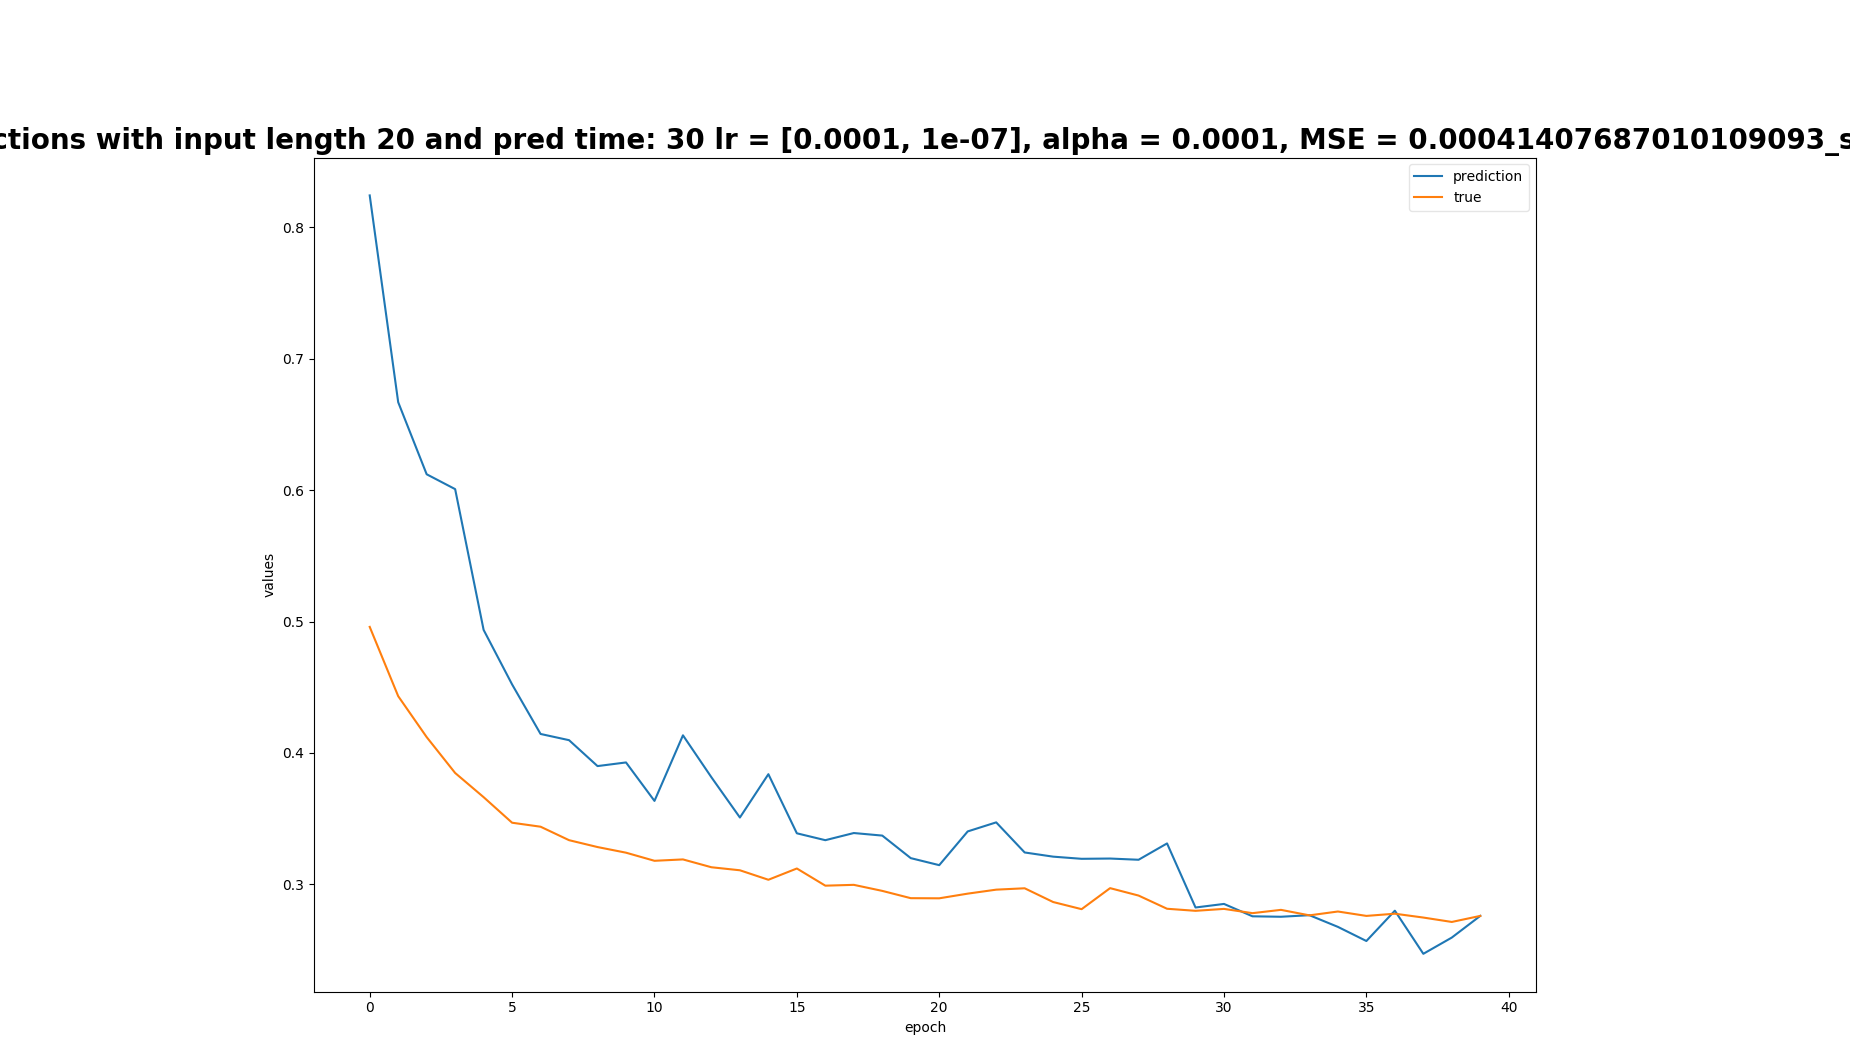 ctions with input length 20 and pred time: 30 lr = [0.0001, 1e-07], alpha = 0.0001, MSE = 0.00041407687010109093_s
prediction
true
0.8
0.7
0.6
0.5
0.4
0.3
values
0 5 10 15 20 25 30 35 40
epoch